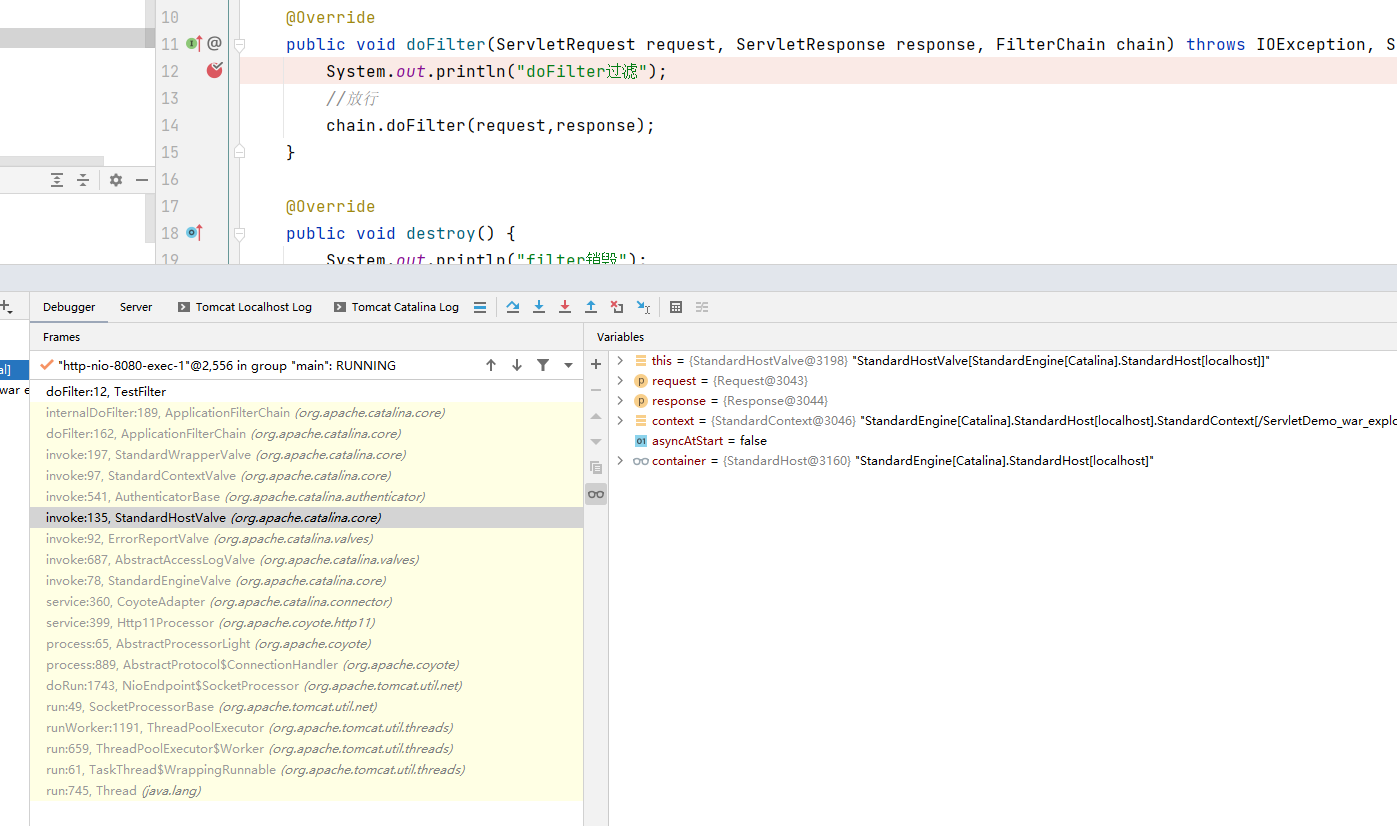 10 @Override
11 @ public void doFilter(ServletRequest request, ServletResponse response, FilterChain chain) throws IOException, S
12 System.out.println("doFilter过滤");
13 //放行
14 chain.doFilter(request,response);
15 }
16
17 @Override
18 public void destroy() {
19 System.out.println("filter销毁");
Debugger Server Tomcat Localhost Log Tomcat Catalina Log
Frames
al]
war e
"http-nio-8080-exec-1"@2,556 in group "main": RUNNING
doFilter:12, TestFilter
internalDoFilter:189, ApplicationFilterChain (org.apache.catalina.core)
doFilter:162, ApplicationFilterChain (org.apache.catalina.core)
invoke:197, StandardWrapperValve (org.apache.catalina.core)
invoke:97, StandardContextValve (org.apache.catalina.core)
invoke:541, AuthenticatorBase (org.apache.catalina.authenticator)
invoke:135, StandardHostValve (org.apache.catalina.core)
invoke:92, ErrorReportValve (org.apache.catalina.valves)
invoke:687, AbstractAccessLogValve (org.apache.catalina.valves)
invoke:78, StandardEngineValve (org.apache.catalina.core)
service:360, CoyoteAdapter (org.apache.catalina.connector)
service:399, Http11Processor (org.apache.coyote.http11)
process:65, AbstractProcessorLight (org.apache.coyote)
process:889, AbstractProtocol$ConnectionHandler (org.apache.coyote)
doRun:1743, NioEndpoint$SocketProcessor (org.apache.tomcat.util.net)
run:49, SocketProcessorBase (org.apache.tomcat.util.net)
runWorker:1191, ThreadPoolExecutor (org.apache.tomcat.util.threads)
run:659, ThreadPoolExecutor$Worker (org.apache.tomcat.util.threads)
run:61, TaskThread$WrappingRunnable (org.apache.tomcat.util.threads)
run:745, Thread (java.lang)
Variables
this = {StandardHostValve@3198} "StandardHostValve[StandardEngine[Catalina].StandardHost[localhost]]"
p request = {Request@3043}
p response = {Response@3044}
context = {StandardContext@3046} "StandardEngine[Catalina].StandardHost[localhost].StandardContext[/ServletDemo_war_explo
01 asyncAtStart = false
container = {StandardHost@3160} "StandardEngine[Catalina].StandardHost[localhost]"